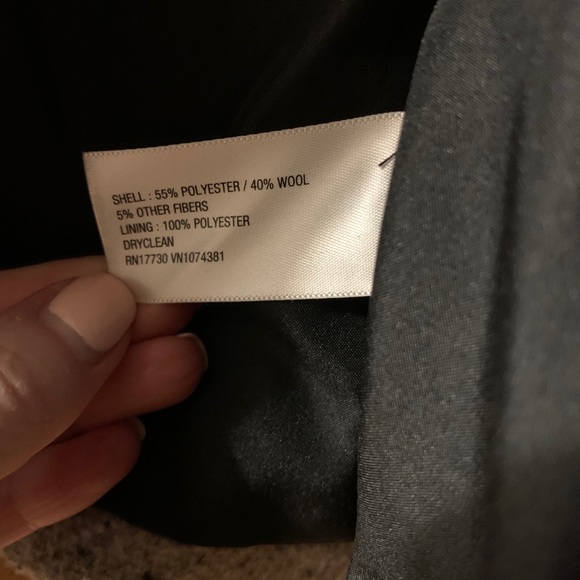 SHELL : 55% POLYESTER / 40% WOOL
5% OTHER FIBERS
LINING : 100% POLYESTER
DRYCLEAN
RN17730 VN1074381